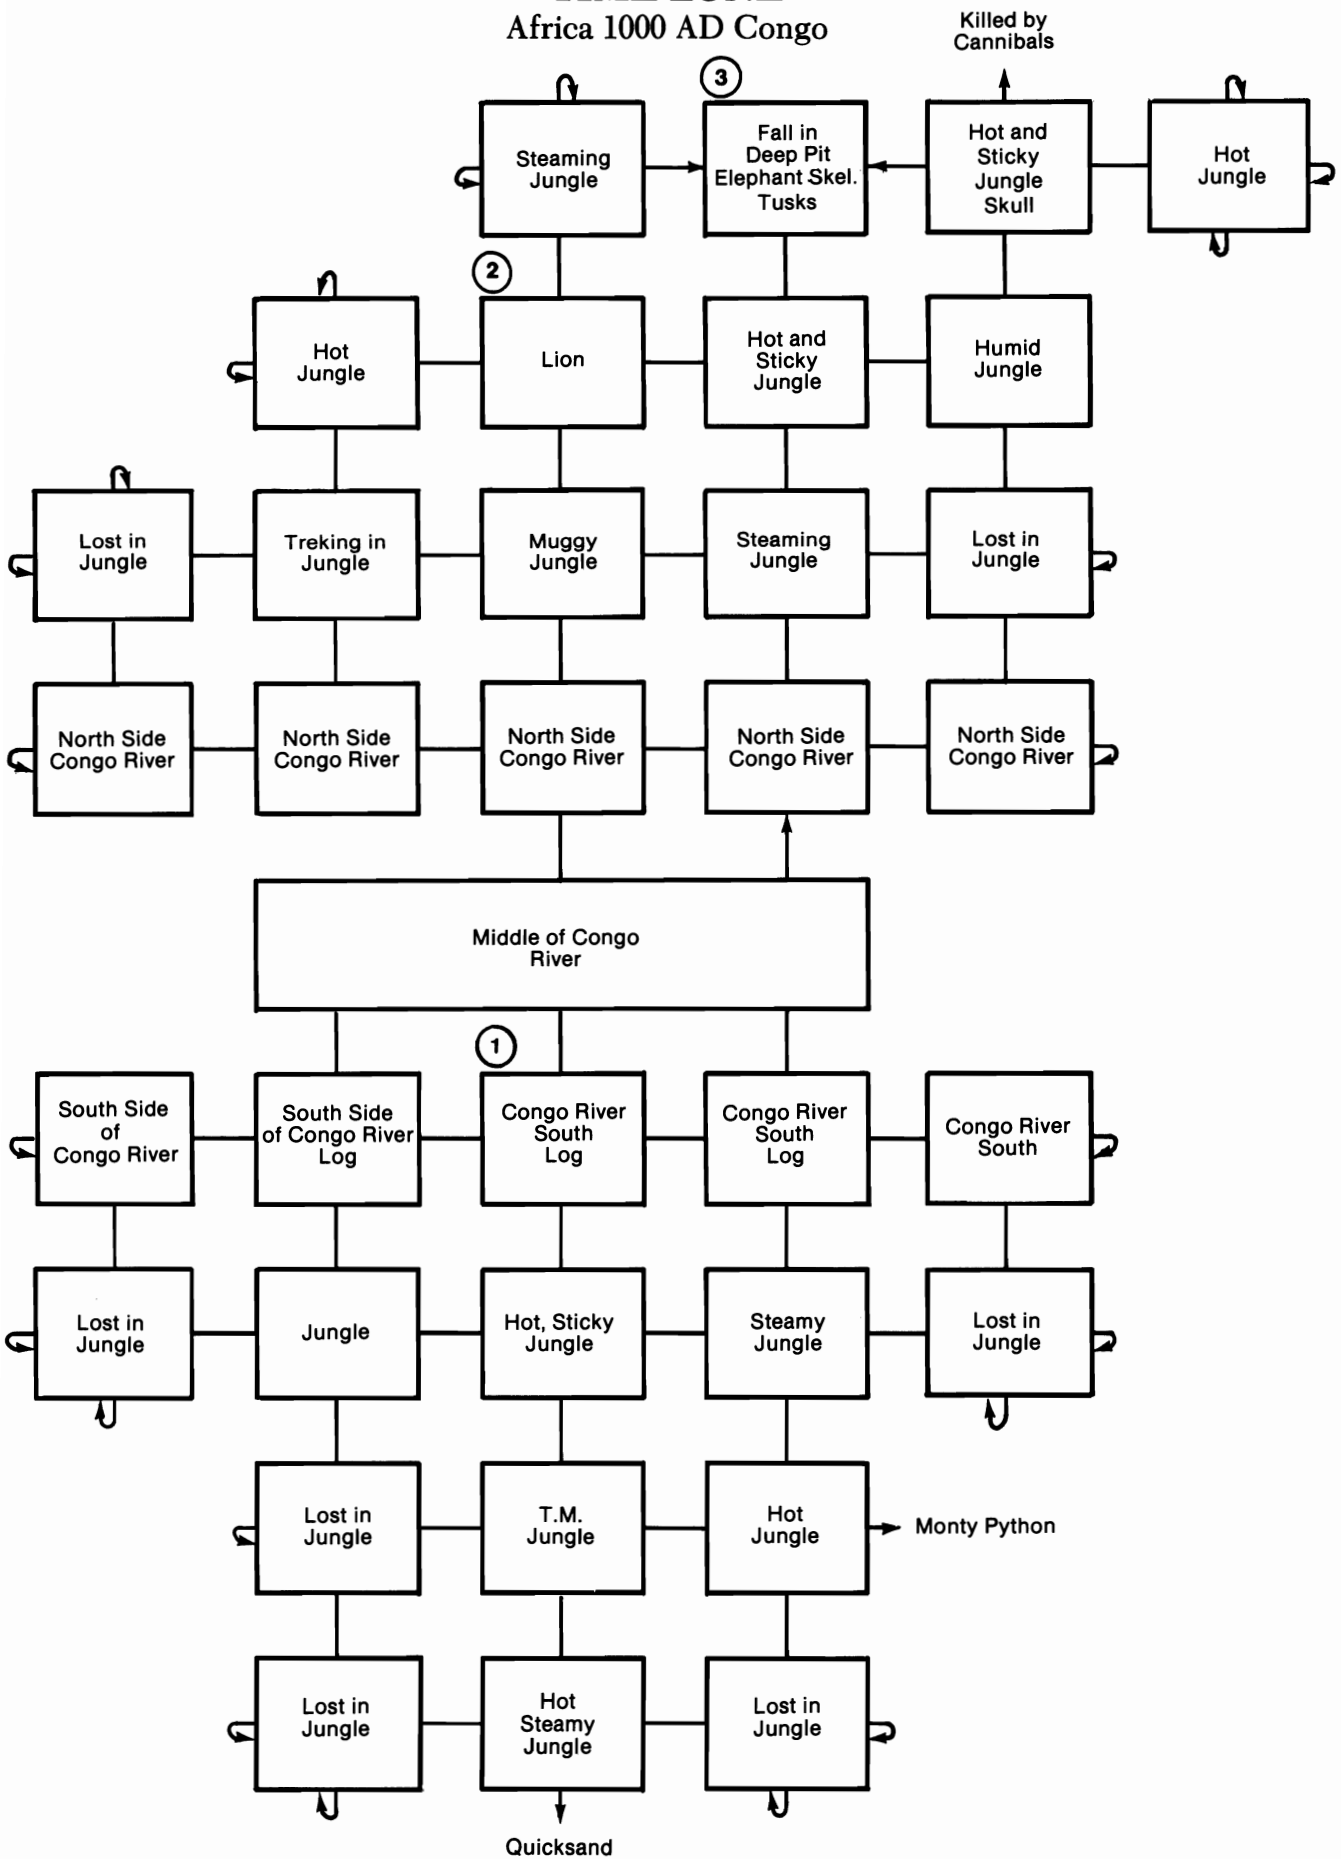 Africa 1000 AD Congo
Killed by
Cannibals
3
Steaming
Jungle
Fall in
Deep Pit
Elephant Skel.
Tusks
Hot and
Sticky
Jungle
Skull
Hot
Jungle
2
Hot
Jungle
Lion
Hot and
Sticky
Jungle
Humid
Jungle
Lost in
Jungle
Treking in
Jungle
Muggy
Jungle
Steaming
Jungle
Lost in
Jungle
North Side
Congo River
North Side
Congo River
North Side
Congo River
North Side
Congo River
North Side
Congo River
Middle of Congo
River
1
South Side
of
Congo River
South Side
of Congo River
Log
Congo River
South
Log
Congo River
South
Log
Congo River
South
Lost in
Jungle
Jungle
Hot, Sticky
Jungle
Steamy
Jungle
Lost in
Jungle
Lost in
Jungle
T.M.
Jungle
Hot
Jungle
Monty Python
Lost in
Jungle
Hot
Steamy
Jungle
Lost in
Jungle
Quicksand